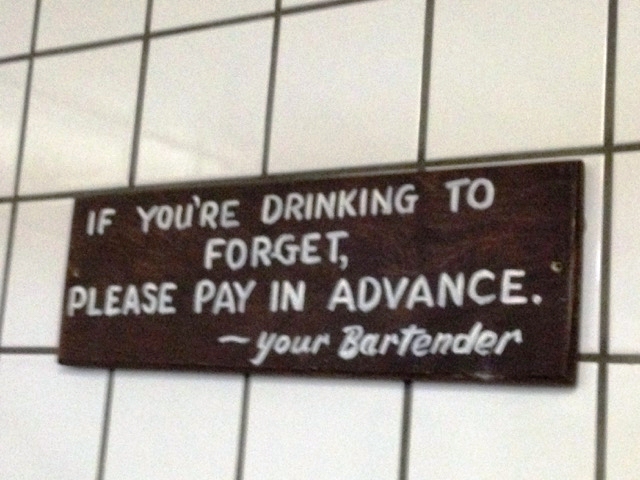 IF YOU'RE DRINKING TO
FORGET,
PLEASE PAY IN ADVANCE.
~ your Bartender